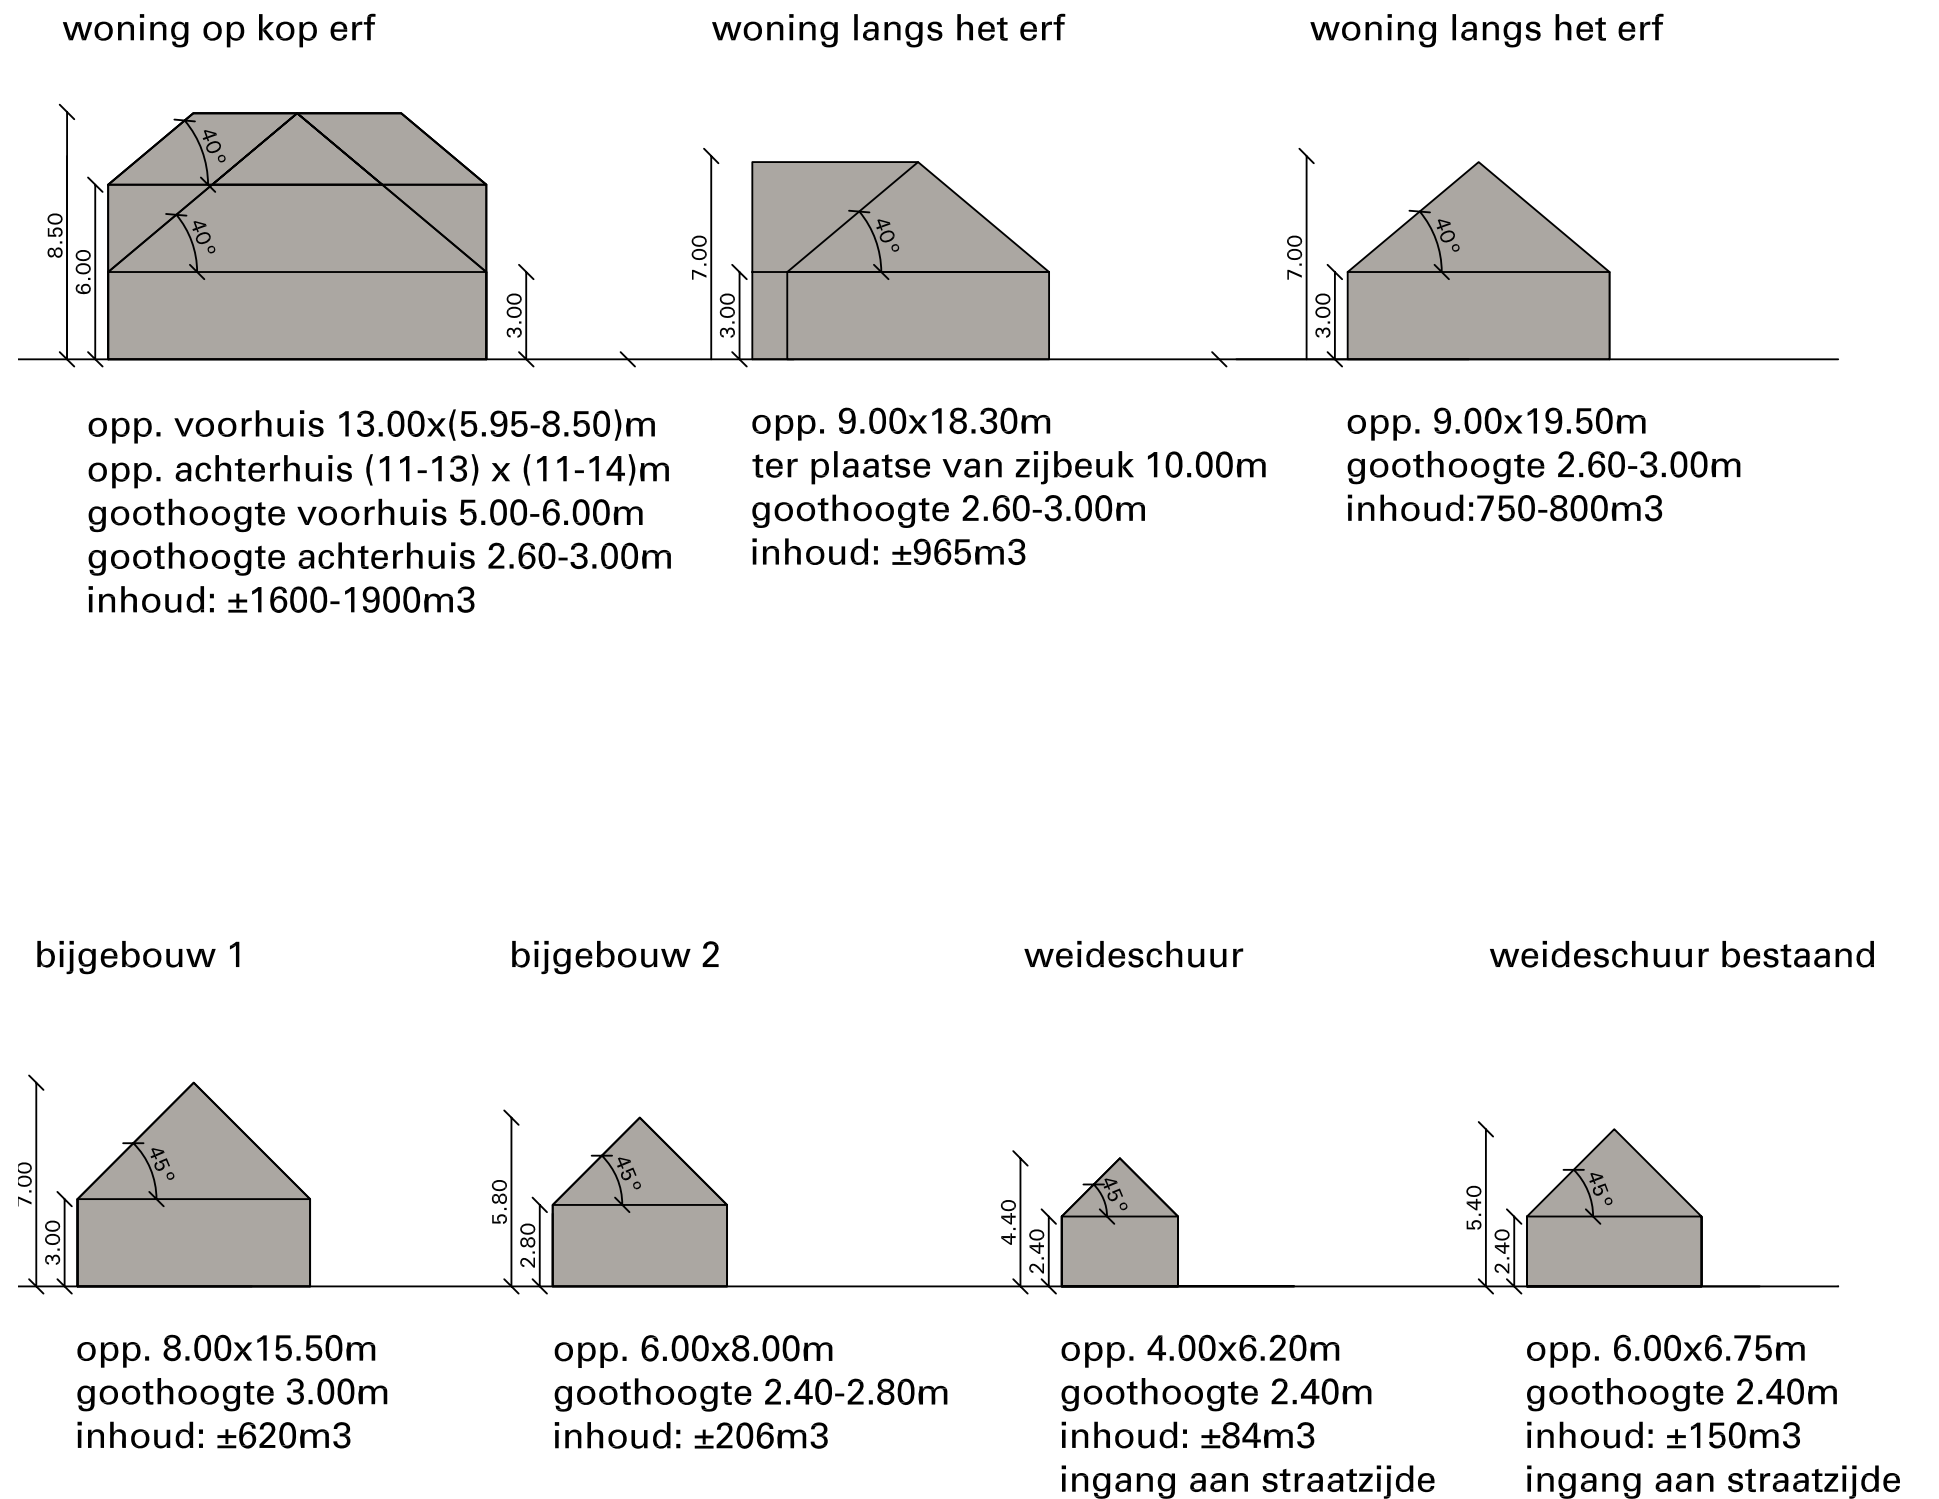 woning op kop erf
woning langs het erf
woning langs het erf
8.50
6.00
40°
40°
3.00
7.00
3.00
40°
7.00
3.00
40°
opp. voorhuis 13.00x(5.95-8.50)m
opp. achterhuis (11-13) x (11-14)m
goothoogte voorhuis 5.00-6.00m
goothoogte achterhuis 2.60-3.00m
inhoud: ±1600-1900m3
opp. 9.00x18.30m
ter plaatse van zijbeuk 10.00m
goothoogte 2.60-3.00m
inhoud: ±965m3
opp. 9.00x19.50m
goothoogte 2.60-3.00m
inhoud:750-800m3
bijgebouw 1
bijgebouw 2
weideschuur
weideschuur bestaand
7.00
3.00
45°
5.80
2.80
45°
4.40
2.40
45°
5.40
2.40
45°
opp. 8.00x15.50m
goothoogte 3.00m
inhoud: ±620m3
opp. 6.00x8.00m
goothoogte 2.40-2.80m
inhoud: ±206m3
opp. 4.00x6.20m
goothoogte 2.40m
inhoud: ±84m3
ingang aan straatzijde
opp. 6.00x6.75m
goothoogte 2.40m
inhoud: ±150m3
ingang aan straatzijde